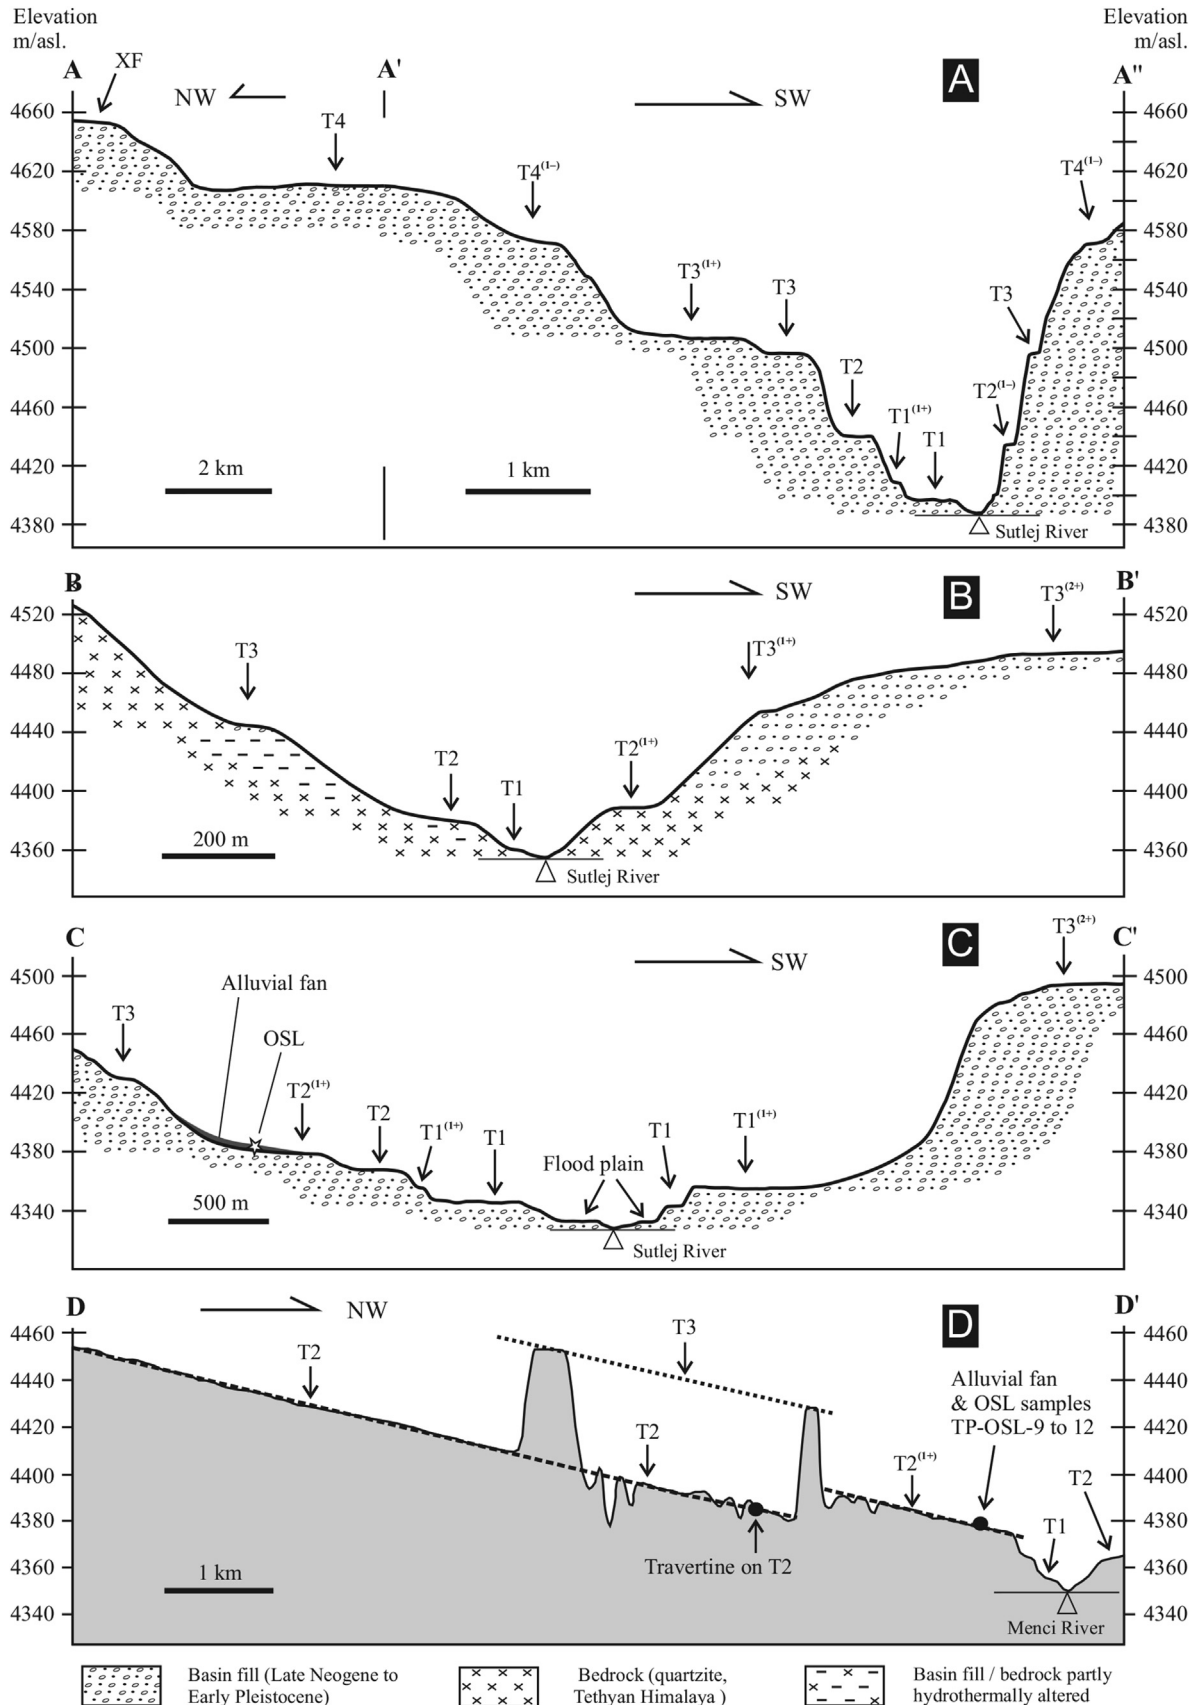 Elevation
m/asl.
Elevation
m/asl.
A
XF
A'
A
A"
NW
SW
4660
4620
4580
4540
4500
4460
4420
4380
T4
T4(1–)
T3(1+)
T3
T2
T1(1+)
T1
T2(1–)
T3
T4(1–)
4660
4620
4580
4540
4500
4460
4420
4380
2 km
1 km
Sutlej River
B
SW
B
B'
4520
4480
4440
4400
4360
T3
T2
T1
T2(1+)
T3(1+)
T3(2+)
4520
4480
4440
4400
4360
200 m
Sutlej River
C
SW
C
C'
4500
4460
4420
4380
4340
T3
Alluvial fan
OSL
T2(1+)
T2
T1(1+)
T1
Flood plain
T1
T1(1+)
T3(2+)
4500
4460
4420
4380
4340
500 m
Sutlej River
D
NW
D
D'
4460
4440
4420
4400
4380
4360
4340
T2
T3
T2
Travertine on T2
T2(1+)
Alluvial fan
& OSL samples
TP-OSL-9 to 12
T1
T2
4460
4440
4420
4400
4380
4360
4340
1 km
Menci River
Basin fill (Late Neogene to
Early Pleistocene)
Bedrock (quartzite,
Tethyan Himalaya )
Basin fill / bedrock partly
hydrothermally altered